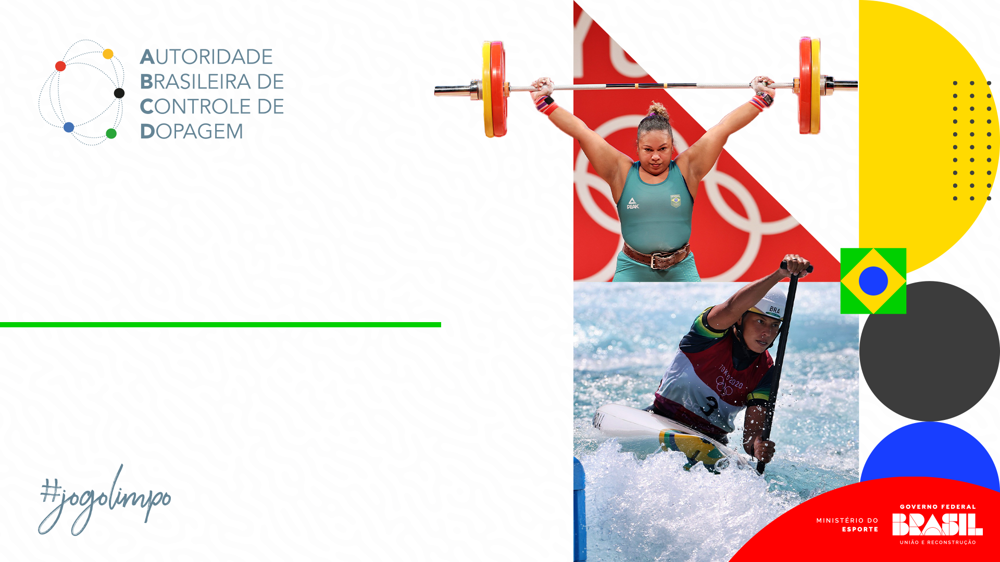 AUTORIDADE
BRASILEIRA DE
CONTROLE DE
DOPAGEM
PEAK
BRA
TOKYO 2020
3
#jogolimpo
MINISTÉRIO DO
ESPORTE
GOVERNO FEDERAL
BRASIL
UNIÃO E RECONSTRUÇÃO